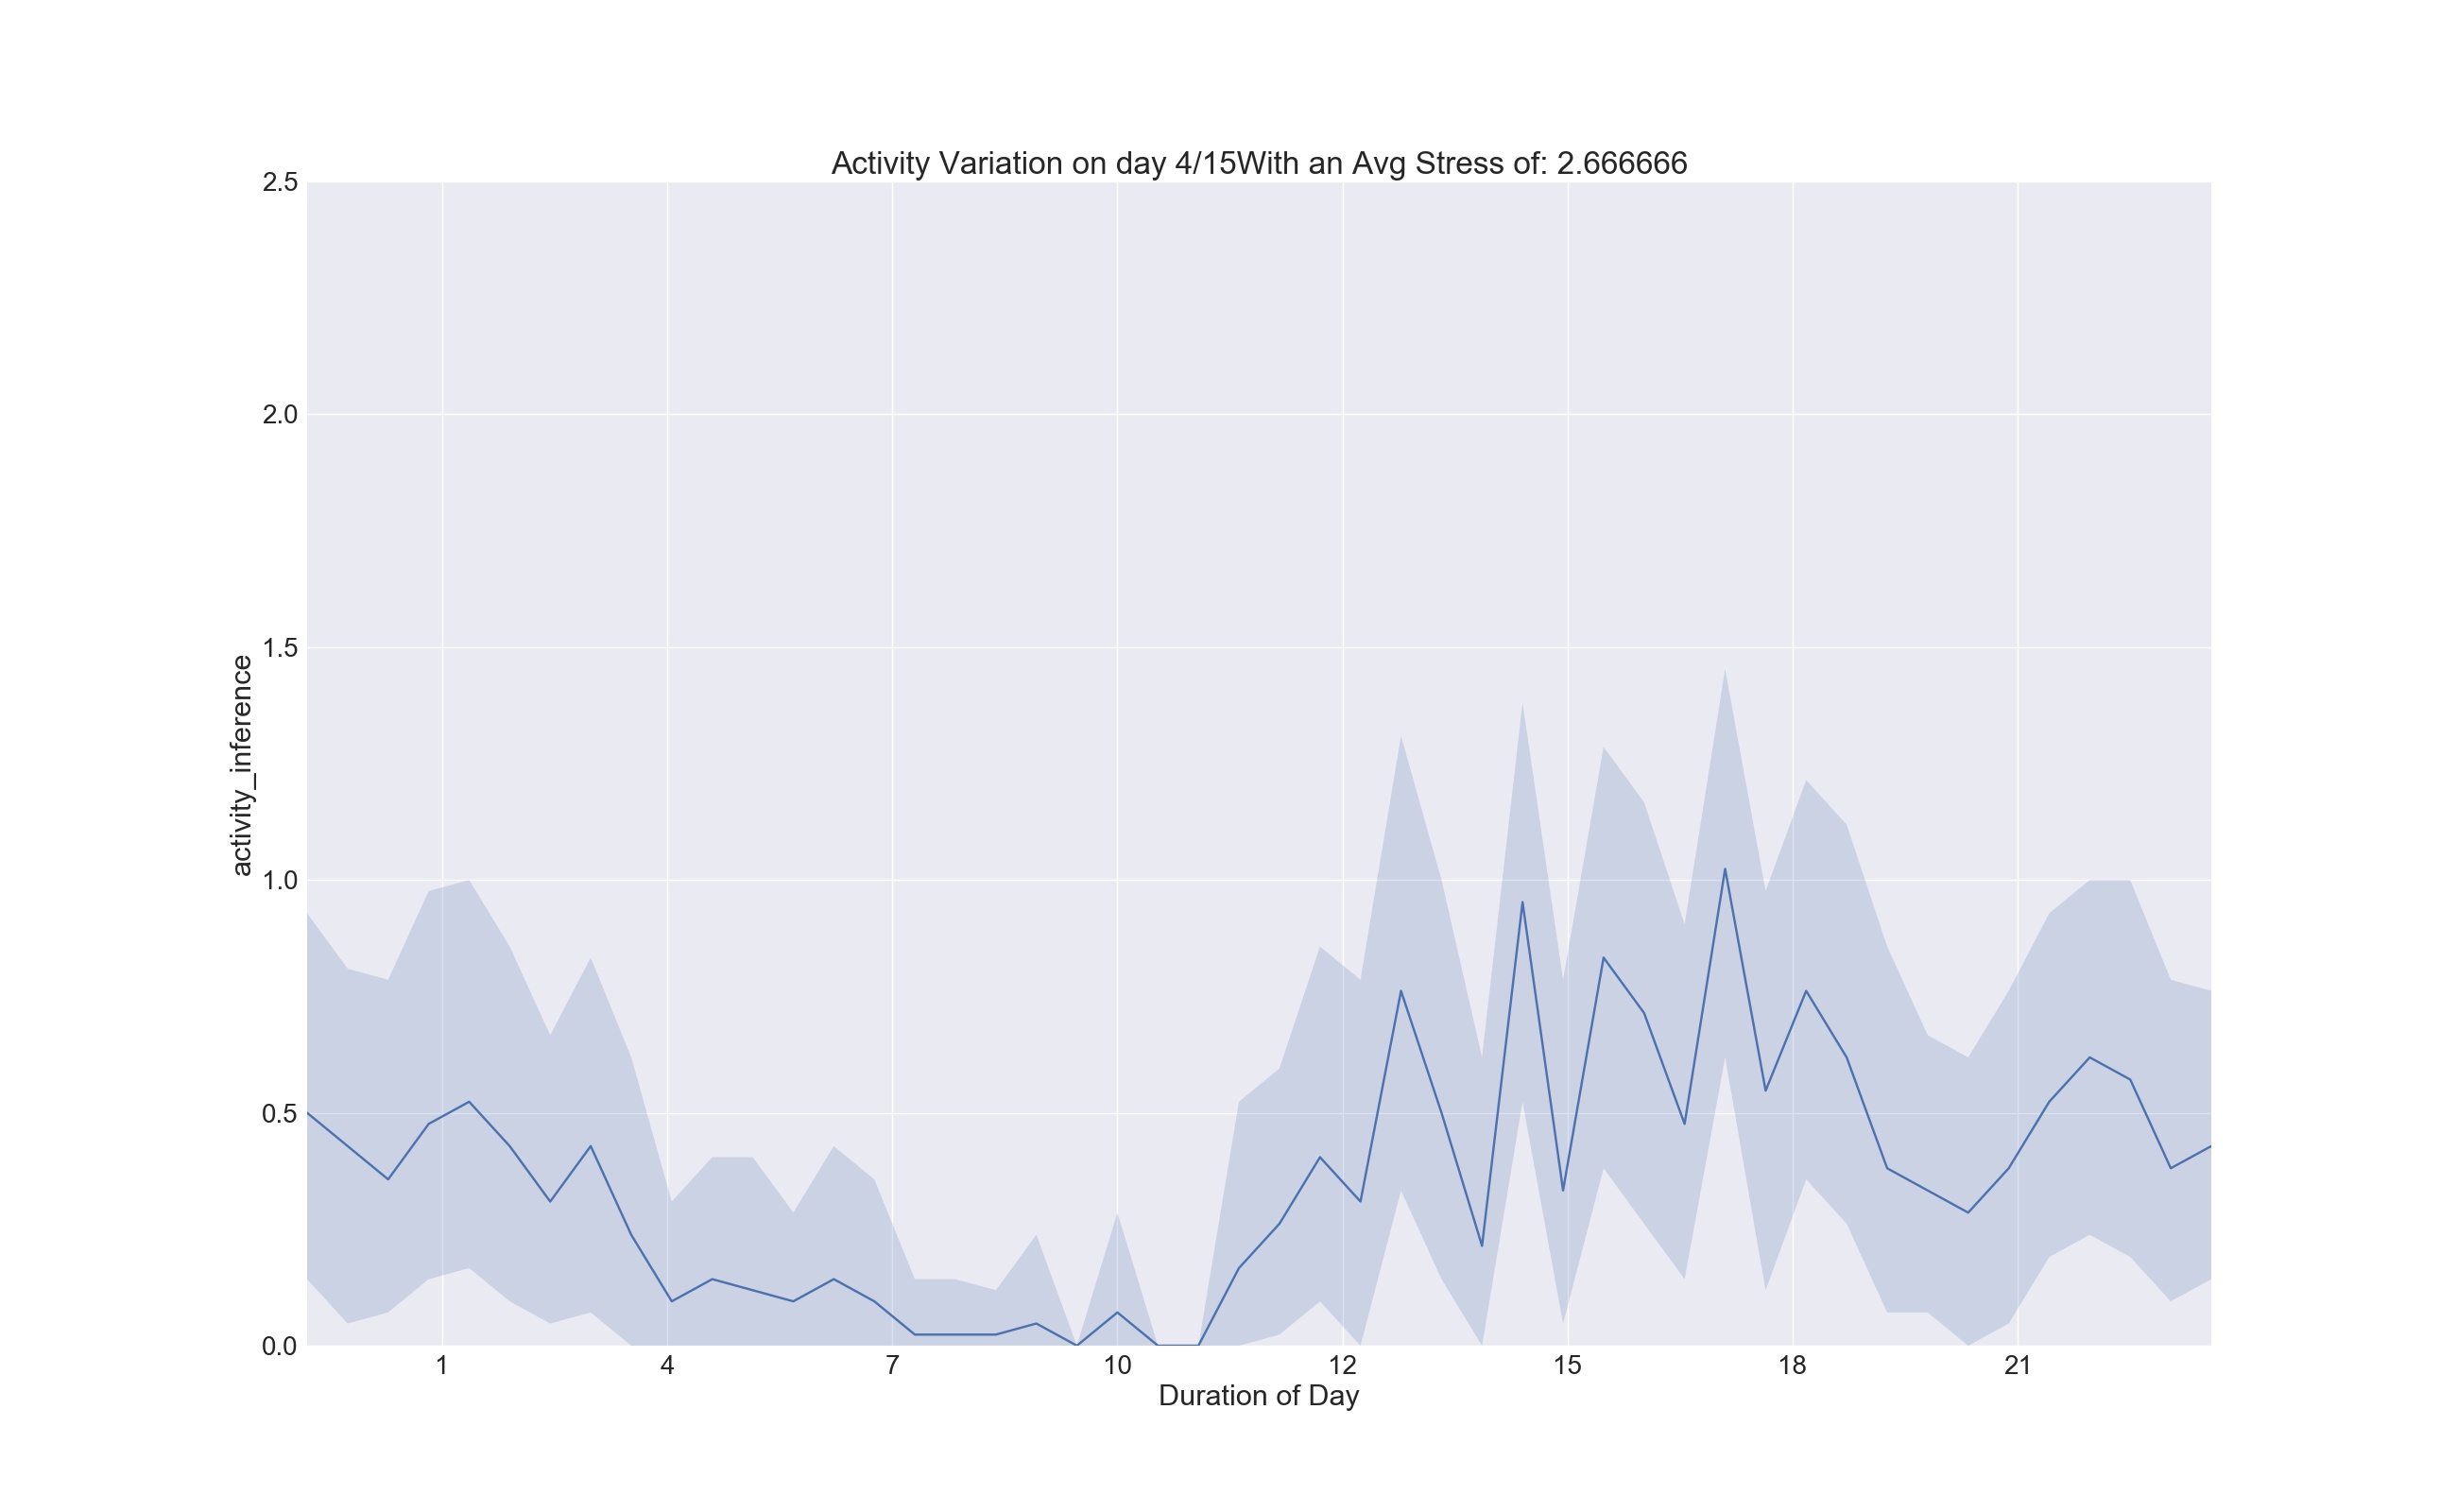 Activity Variation on day 4/15With an Avg Stress of: 2.666666
2.5
2.0
1.5
1.0
0.5
0.0
activity_inference
1 4 7 10 12 15 18 21
Duration of Day